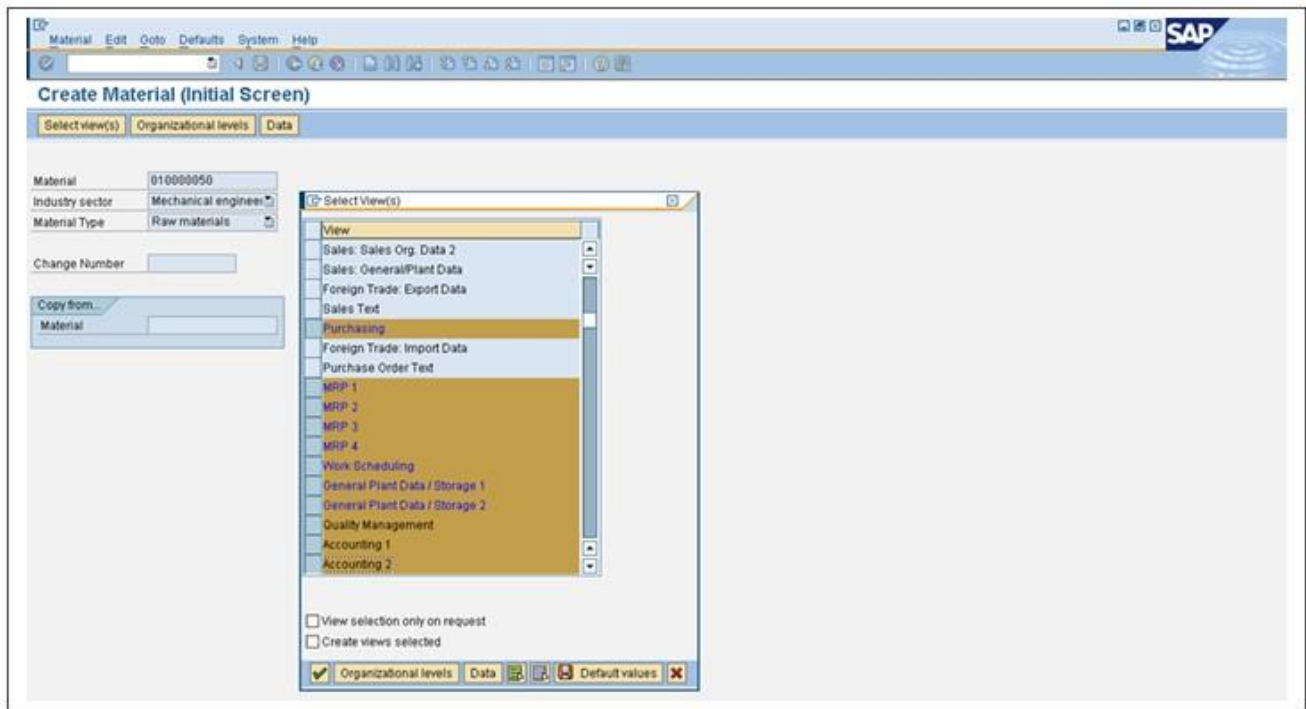 Material Edit Goto Defaults System Help
SAP
Create Material (Initial Screen)
Select view(s) Organizational levels Data
Material 010000050
Industry sector Mechanical engineer
Material Type Raw materials
Change Number
Copy from...
Material
Select View(s)
View
Sales: Sales Org. Data 2
Sales: General/Plant Data
Foreign Trade: Export Data
Sales Text
Purchasing
Foreign Trade: Import Data
Purchase Order Text
MRP 1
MRP 2
MRP 3
MRP 4
Work Scheduling
General Plant Data / Storage 1
General Plant Data / Storage 2
Quality Management
Accounting 1
Accounting 2
View selection only on request
Create views selected
Organizational levels Data Default values